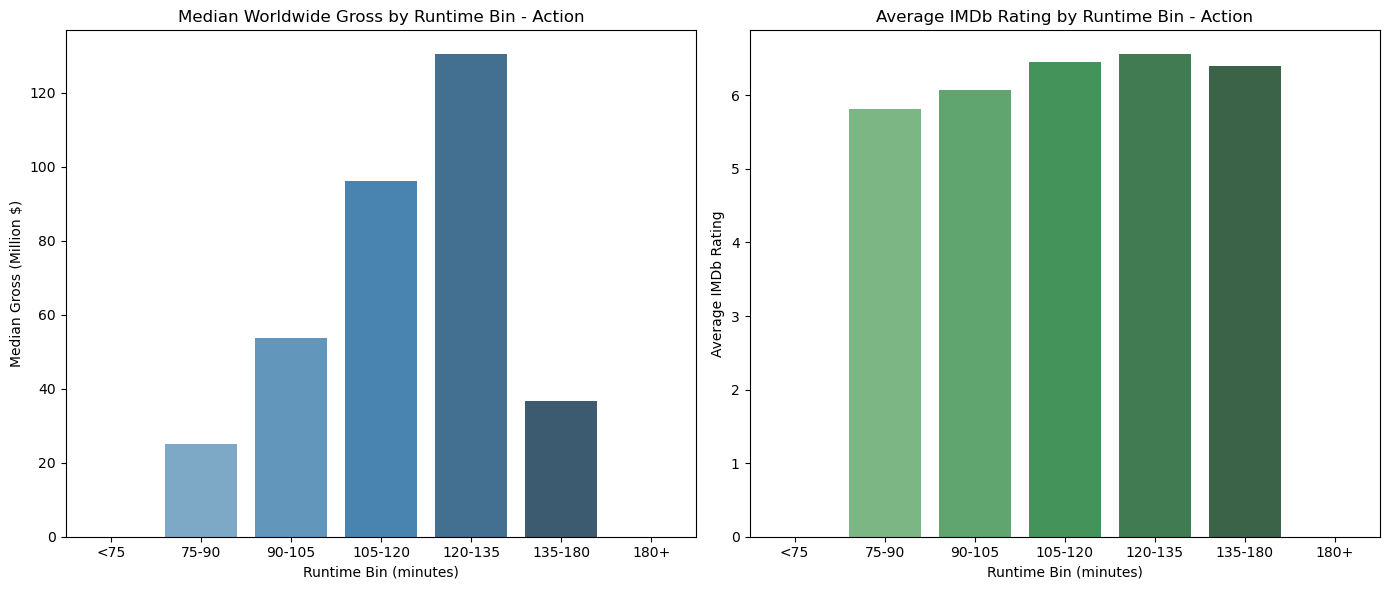 Median Worldwide Gross by Runtime Bin - Action
Median Gross (Million $)
120
100
80
60
40
20
0
<75 75-90 90-105 105-120 120-135 135-180 180+
Runtime Bin (minutes)
Average IMDb Rating by Runtime Bin - Action
Average IMDb Rating
6
5
4
3
2
1
0
<75 75-90 90-105 105-120 120-135 135-180 180+
Runtime Bin (minutes)